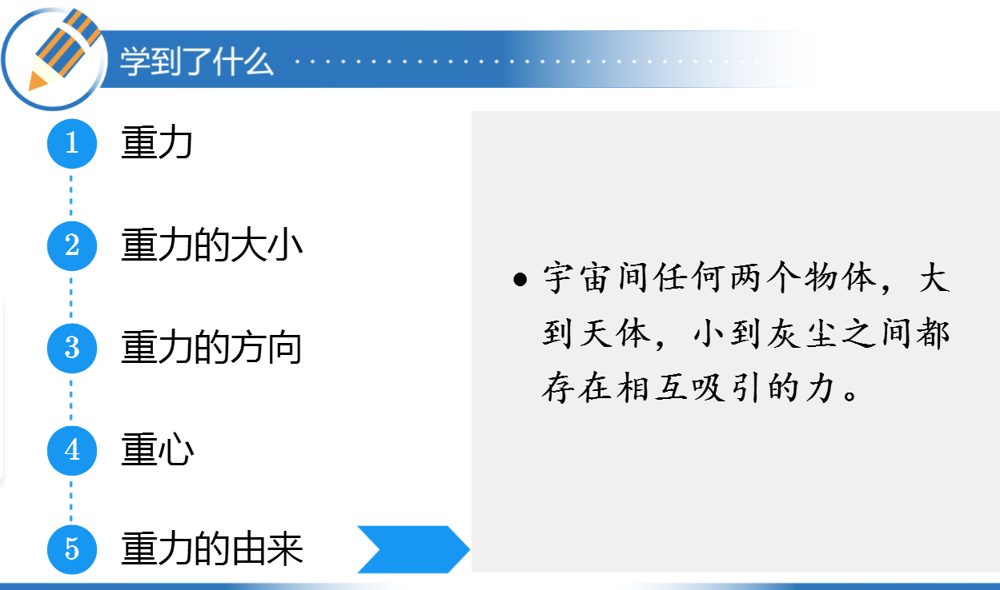 学到了什么
1 重力
2 重力的大小
3 重力的方向
4 重心
5 重力的由来
• 宇宙间任何两个物体，大
到天体，小到灰尘之间都
存在相互吸引的力。